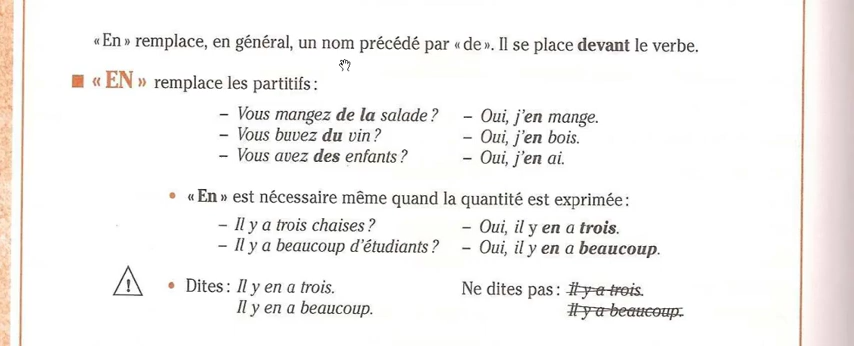 « En » remplace, en général, un nom précédé par « de ». Il se place devant le verbe.
■ « EN » remplace les partitifs :
– Vous mangez de la salade ? – Oui, j'en mange.
– Vous buvez du vin ? – Oui, j'en bois.
– Vous avez des enfants ? – Oui, j'en ai.
• « En » est nécessaire même quand la quantité est exprimée :
– Il y a trois chaises ? – Oui, il y en a trois.
– Il y a beaucoup d'étudiants ? – Oui, il y en a beaucoup.
! • Dites : Il y en a trois. Ne dites pas : Il y a trois.
Il y en a beaucoup. Il y a beaucoup.